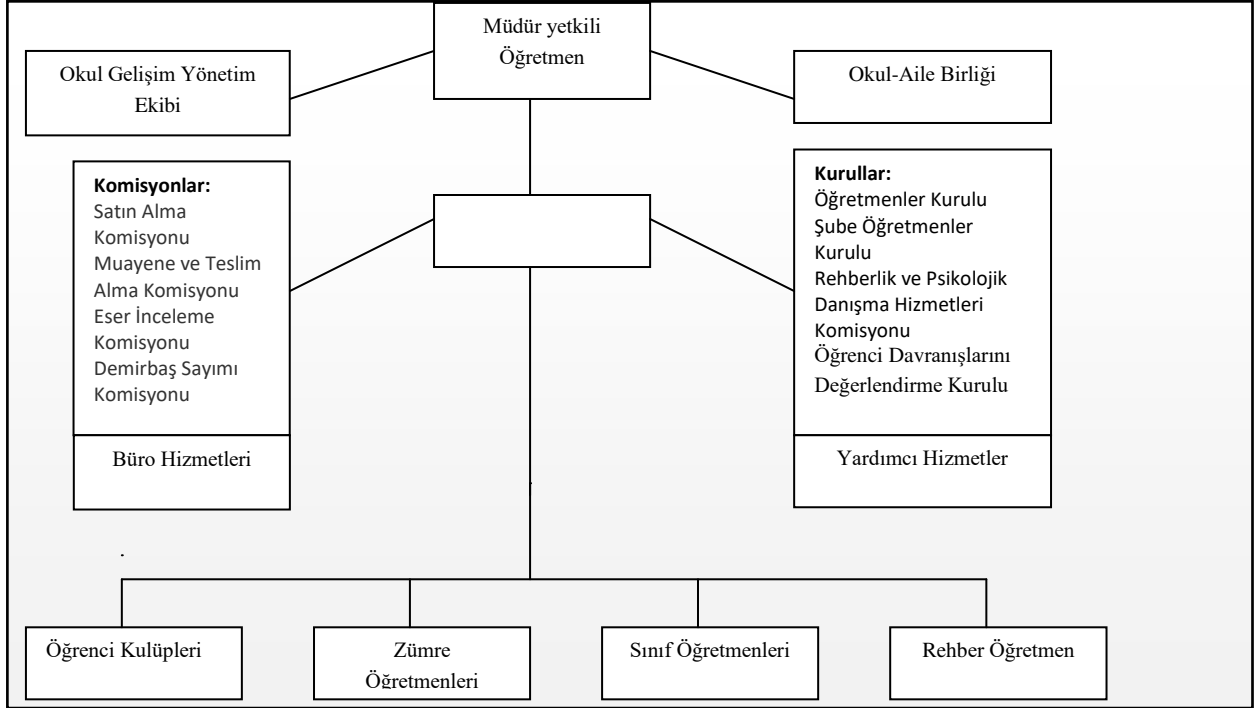 Müdür yetkili
Öğretmen
Okul Gelişim Yönetim
Ekibi
Okul-Aile Birliği
Komisyonlar:
Satın Alma
Komisyonu
Muayene ve Teslim
Alma Komisyonu
Eser İnceleme
Komisyonu
Demirbaş Sayımı
Komisyonu
Büro Hizmetleri
Kurullar:
Öğretmenler Kurulu
Şube Öğretmenler
Kurulu
Rehberlik ve Psikolojik
Danışma Hizmetleri
Komisyonu
Öğrenci Davranışlarını
Değerlendirme Kurulu
Yardımcı Hizmetler
Öğrenci Kulüpleri
Zümre
Öğretmenleri
Sınıf Öğretmenleri
Rehber Öğretmen